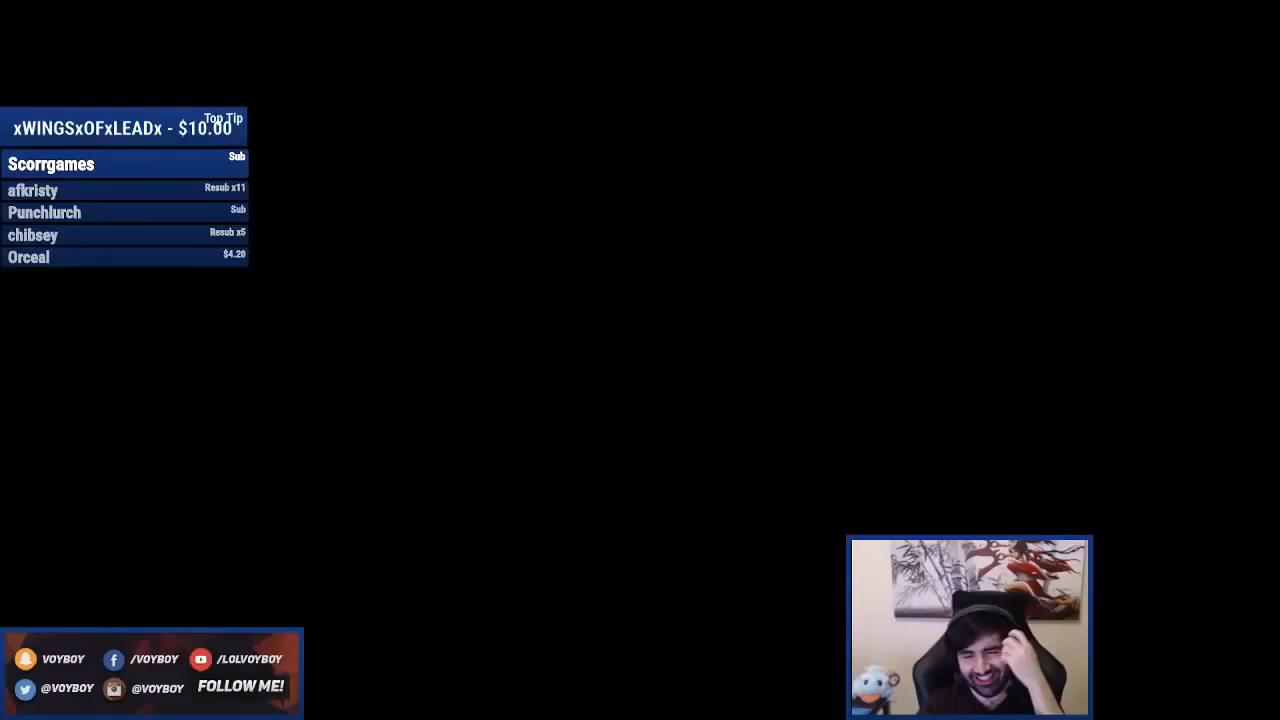 Top Tip
xWINGSxOFxLEADx - $10.00
Scorrgames Sub
afkristy Resub x11
Punchlurch Sub
chibsey Resub x5
Orceal $4.20
VOYBOY /VOYBOY /LOLVOYBOY
@VOYBOY @VOYBOY FOLLOW ME!